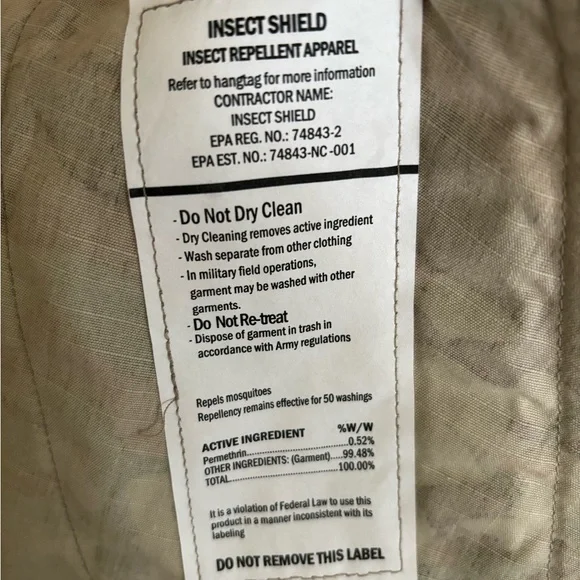 INSECT SHIELD
INSECT REPELLENT APPAREL
Refer to hangtag for more information
CONTRACTOR NAME:
INSECT SHIELD
EPA REG. NO.: 74843-2
EPA EST. NO.: 74843-NC-001
- Do Not Dry Clean
- Dry Cleaning removes active ingredient
- Wash separate from other clothing
- In military field operations,
garment may be washed with other
garments.
- Do Not Re-treat
- Dispose of garment in trash in
accordance with Army regulations
Repels mosquitoes
Repellency remains effective for 50 washings
ACTIVE INGREDIENT %W/W
Permethrin..............................0.52%
OTHER INGREDIENTS: (Garment).....99.48%
TOTAL....................................100.00%
It is a violation of Federal Law to use this
product in a manner inconsistent with its
labeling
DO NOT REMOVE THIS LABEL